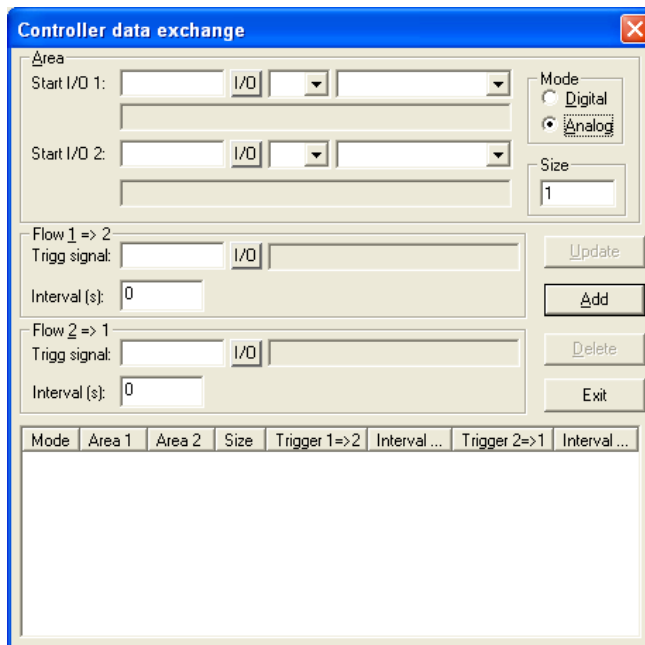 Controller data exchange
Area
Start I/O 1: I/O
Mode
Digital
Analog
Start I/O 2: I/O
Size
1
Flow 1 => 2
Trigg signal: I/O
Interval (s): 0
Update
Add
Flow 2 => 1
Trigg signal: I/O
Interval (s): 0
Delete
Exit
Mode Area 1 Area 2 Size Trigger 1=>2 Interval ... Trigger 2=>1 Interval ...